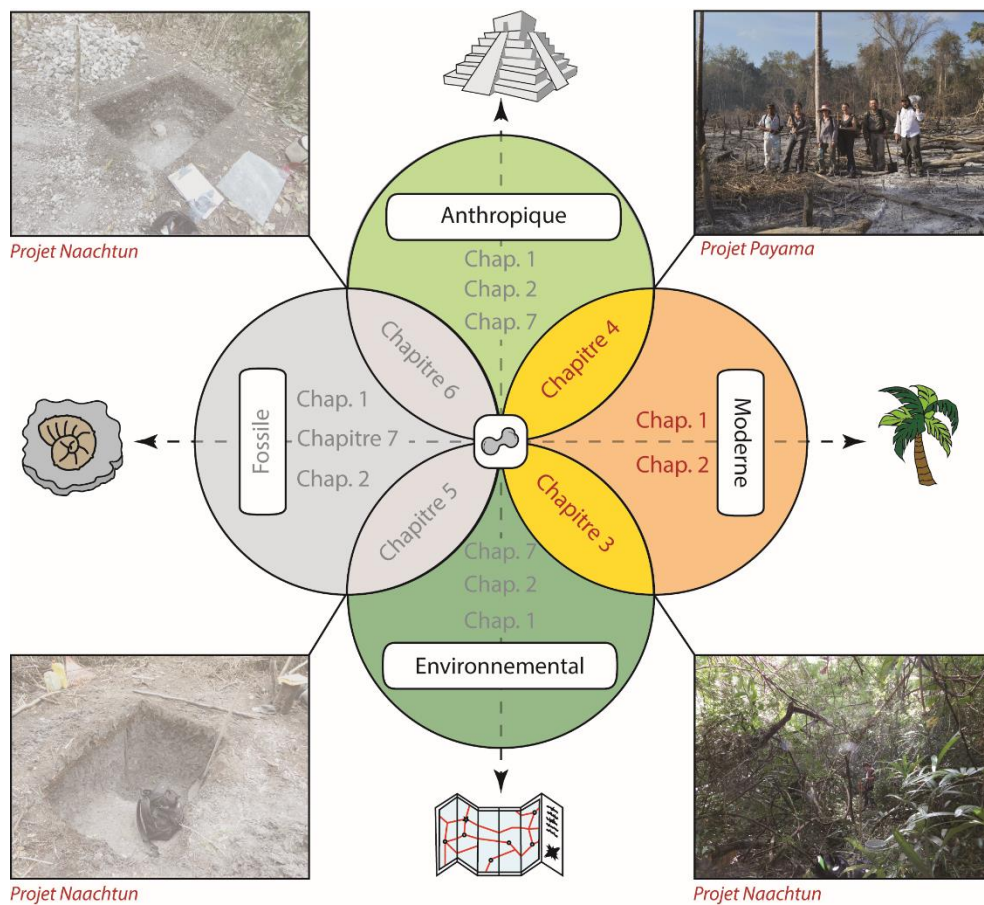 Anthropique
Chap. 1
Chap. 2
Chap. 7
Projet Naachtun
Projet Payama
Chapitre 6
Chapitre 4
Fossile
Chap. 1
Chapitre 7
Chap. 2
Chap. 1
Chap. 2
Moderne
Chapitre 5
Chapitre 3
Chap. 7
Chap. 2
Chap. 1
Environnemental
Projet Naachtun
Projet Naachtun